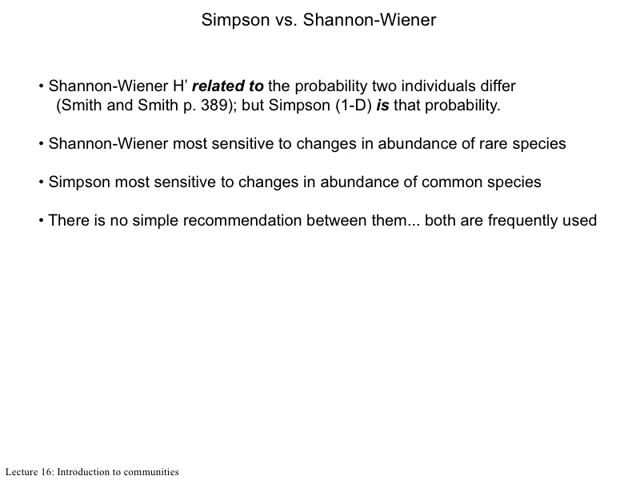 Simpson vs. Shannon-Wiener
• Shannon-Wiener H’ related to the probability two individuals differ
(Smith and Smith p. 389); but Simpson (1-D) is that probability.
• Shannon-Wiener most sensitive to changes in abundance of rare species
• Simpson most sensitive to changes in abundance of common species
• There is no simple recommendation between them... both are frequently used
Lecture 16: Introduction to communities